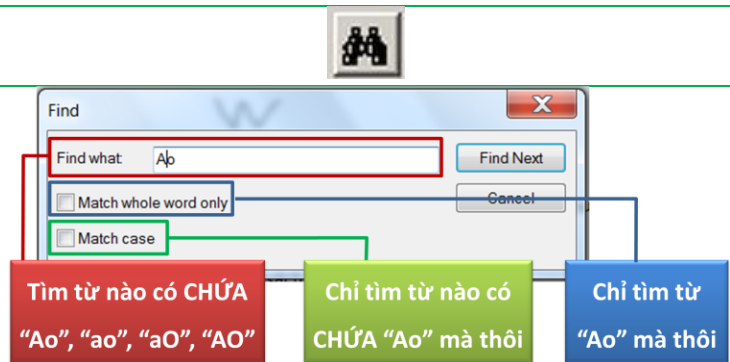 Find
Find what:
Ao
Find Next
Match whole word only
Cancel
Match case
Tìm từ nào có CHỨA
“Ao”, “ao”, “aO”, “AO”
Chỉ tìm từ nào có
CHỨA “Ao” mà thôi
Chỉ tìm từ
“Ao” mà thôi